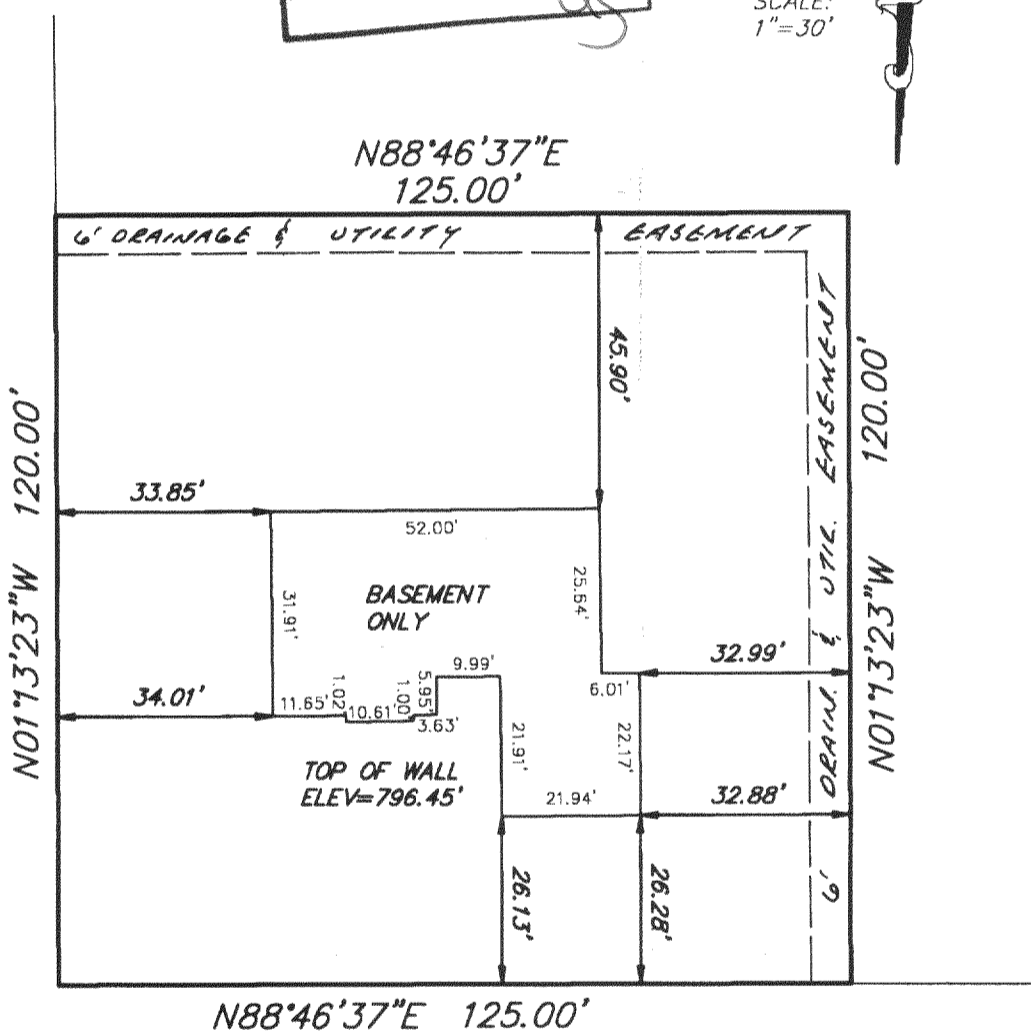 SCALE:
1"=30'
N88°46'37"E
125.00'
6' DRAINAGE & UTILITY EASEMENT
45.90'
N01°13'23"W 120.00'
120.00'
N01°13'23"W
6' DRAIN. & UTIL. EASEMENT
33.85'
52.00'
31.91'
BASEMENT
ONLY
25.64'
9.99'
32.99'
6.01'
34.01'
11.65'
1.02'
10.61'
1.00'
5.95'
3.63'
21.91'
22.17'
TOP OF WALL
ELEV=796.45'
21.94'
32.88'
26.13'
26.28'
N88°46'37"E 125.00'